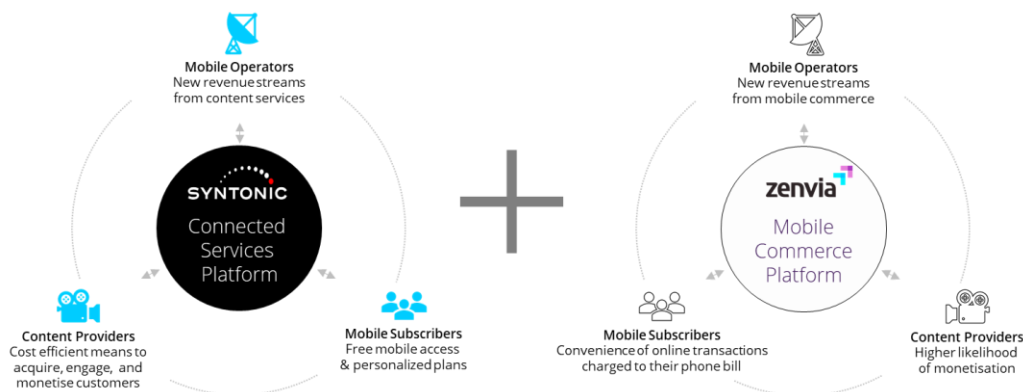 Mobile Operators
New revenue streams
from content services
SYNTONIC
Connected
Services
Platform
Content Providers
Cost efficient means to
acquire, engage, and
monetise customers
Mobile Subscribers
Free mobile access
& personalized plans
Mobile Operators
New revenue streams
from mobile commerce
zenvia
Mobile
Commerce
Platform
Mobile Subscribers
Convenience of online transactions
charged to their phone bill
Content Providers
Higher likelihood
of monetisation